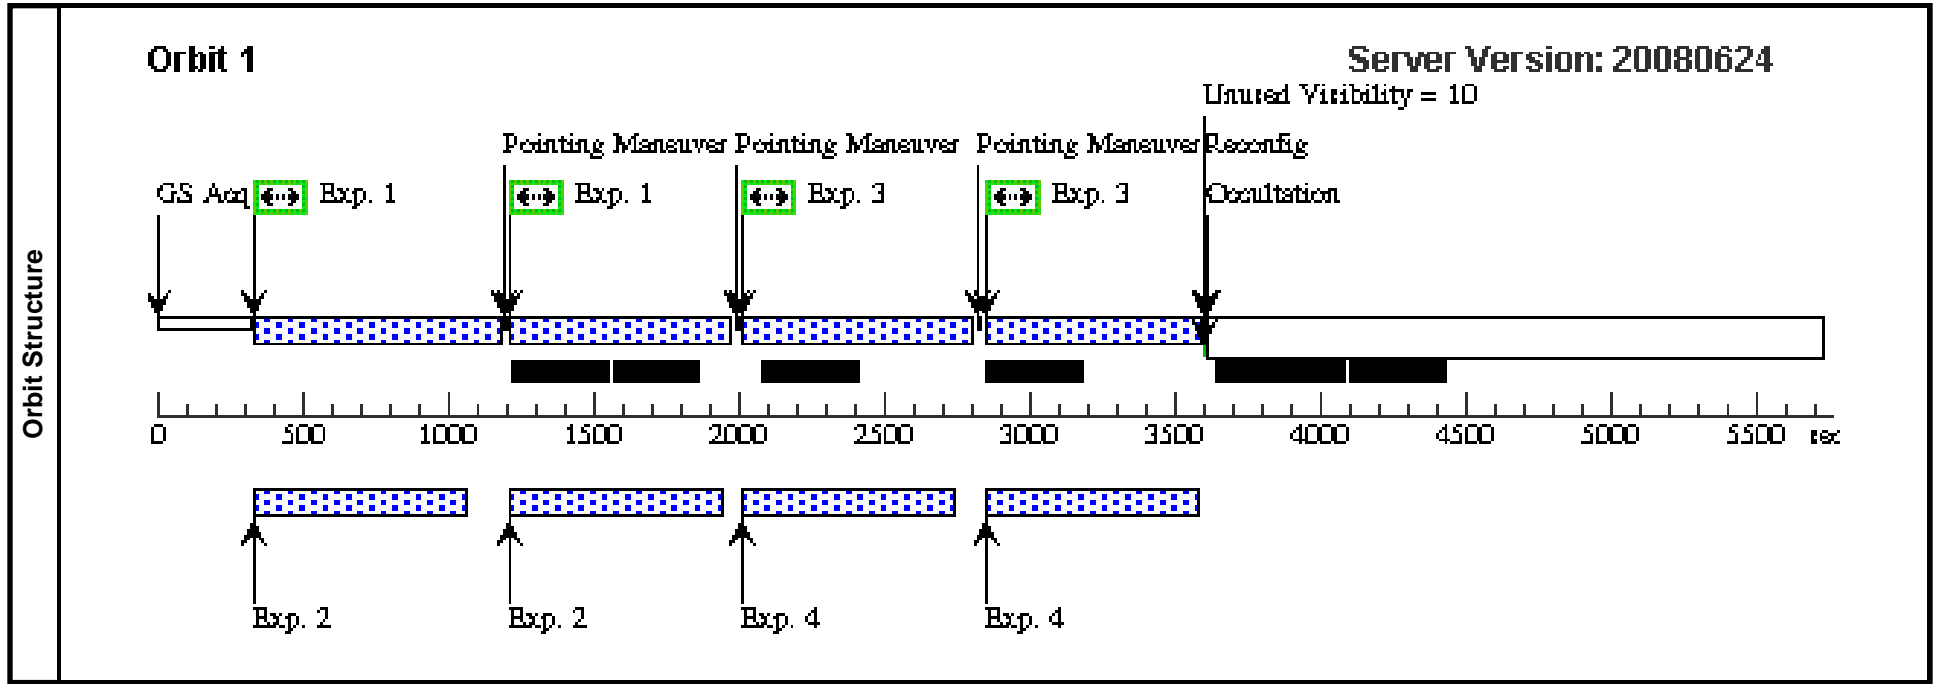 Orbit Structure
Orbit 1
Server Version: 20080624
Unused Visibility = 10
Pointing Maneuver Pointing Maneuver Pointing Maneuver Reconfig
GS Acq Exp. 1 Exp. 1 Exp. 3 Exp. 3 Occultation
0 500 1000 1500 2000 2500 3000 3500 4000 4500 5000 5500 sec
Exp. 2 Exp. 2 Exp. 4 Exp. 4